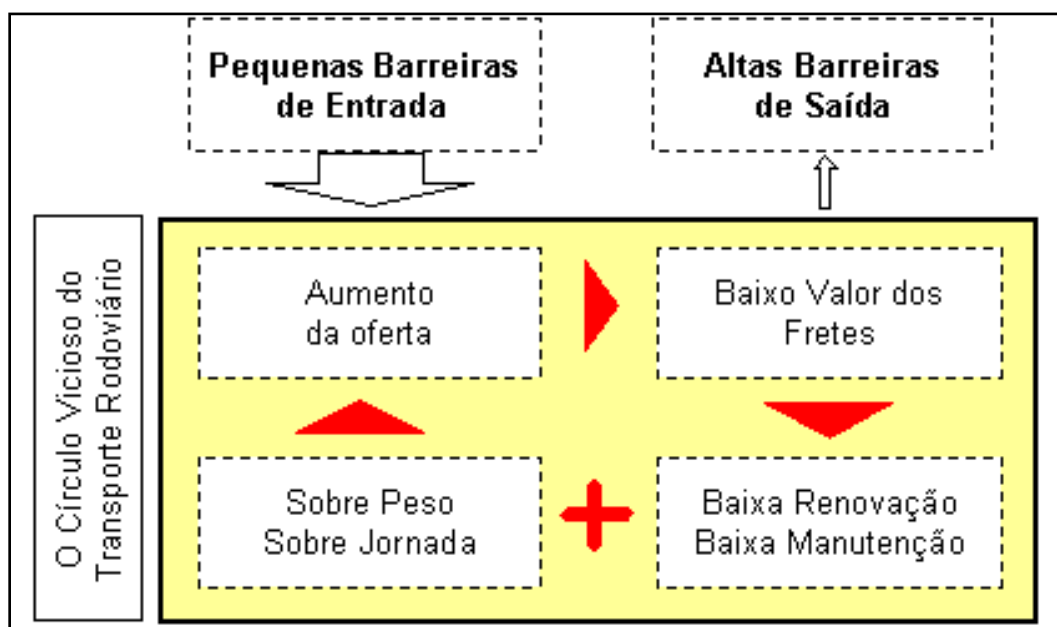 Pequenas Barreiras
de Entrada
Altas Barreiras
de Saída
O Círculo Vicioso do
Transporte Rodoviário
Aumento
da oferta
Baixo Valor dos
Fretes
Sobre Peso
Sobre Jornada
Baixa Renovação
Baixa Manutenção